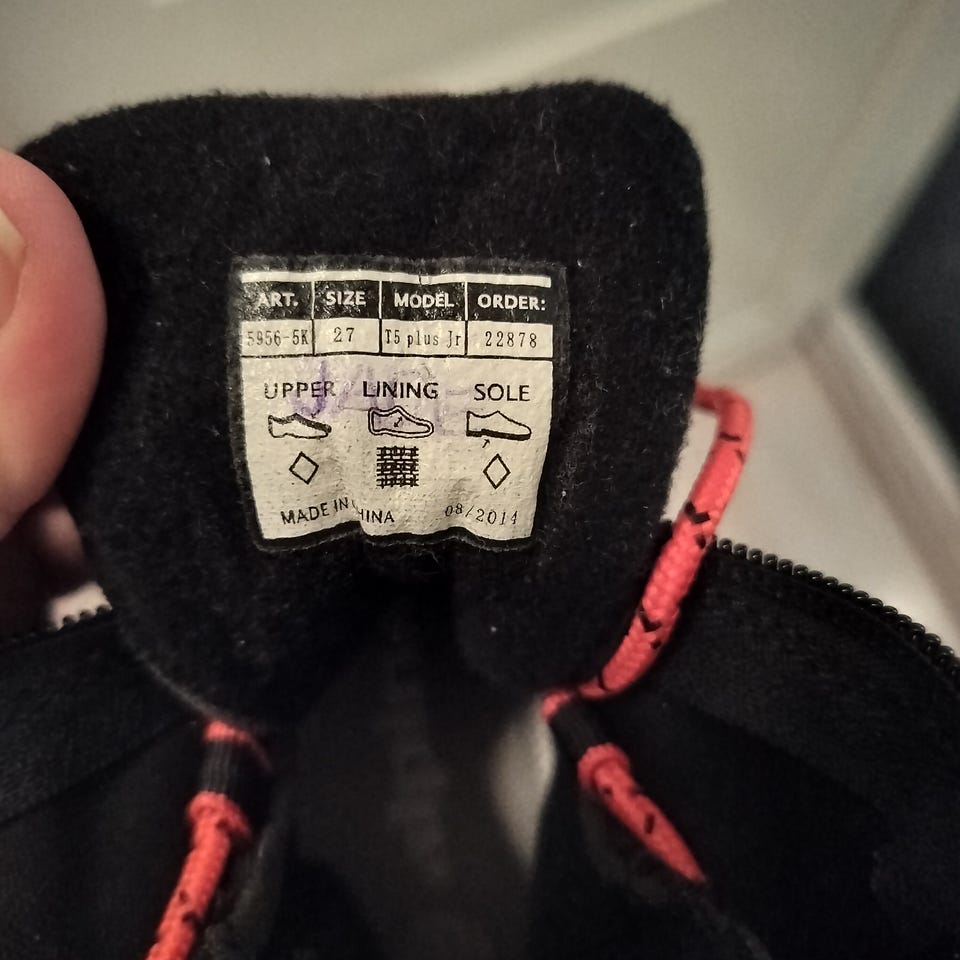 ART. SIZE MODEL ORDER:
5956-5K 27 T5 plus Jr 22878
UPPER LINING SOLE
MADE IN CHINA 08/2014